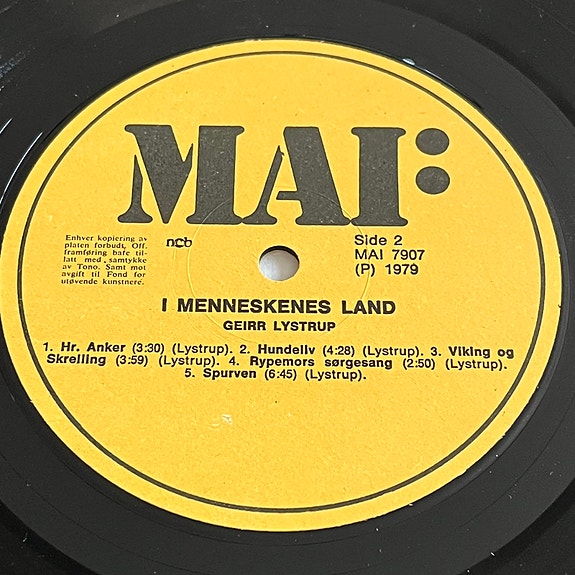 MAI:
Enhver kopiering av
platen forbudt. Off.
framføring bare til-
latt med samtykke
av Tono. Samt mot
avgift til Fond for
utøvende kunstnere.
ncb
Side 2
MAI 7907
(P) 1979
I MENNESKENES LAND
GEIRR LYSTRUP
1. Hr. Anker (3:30) (Lystrup). 2. Hundeliv (4:28) (Lystrup). 3. Viking og
Skrelling (3:59) (Lystrup). 4. Rypemors sørgesang (2:50) (Lystrup).
5. Spurven (6:45) (Lystrup).